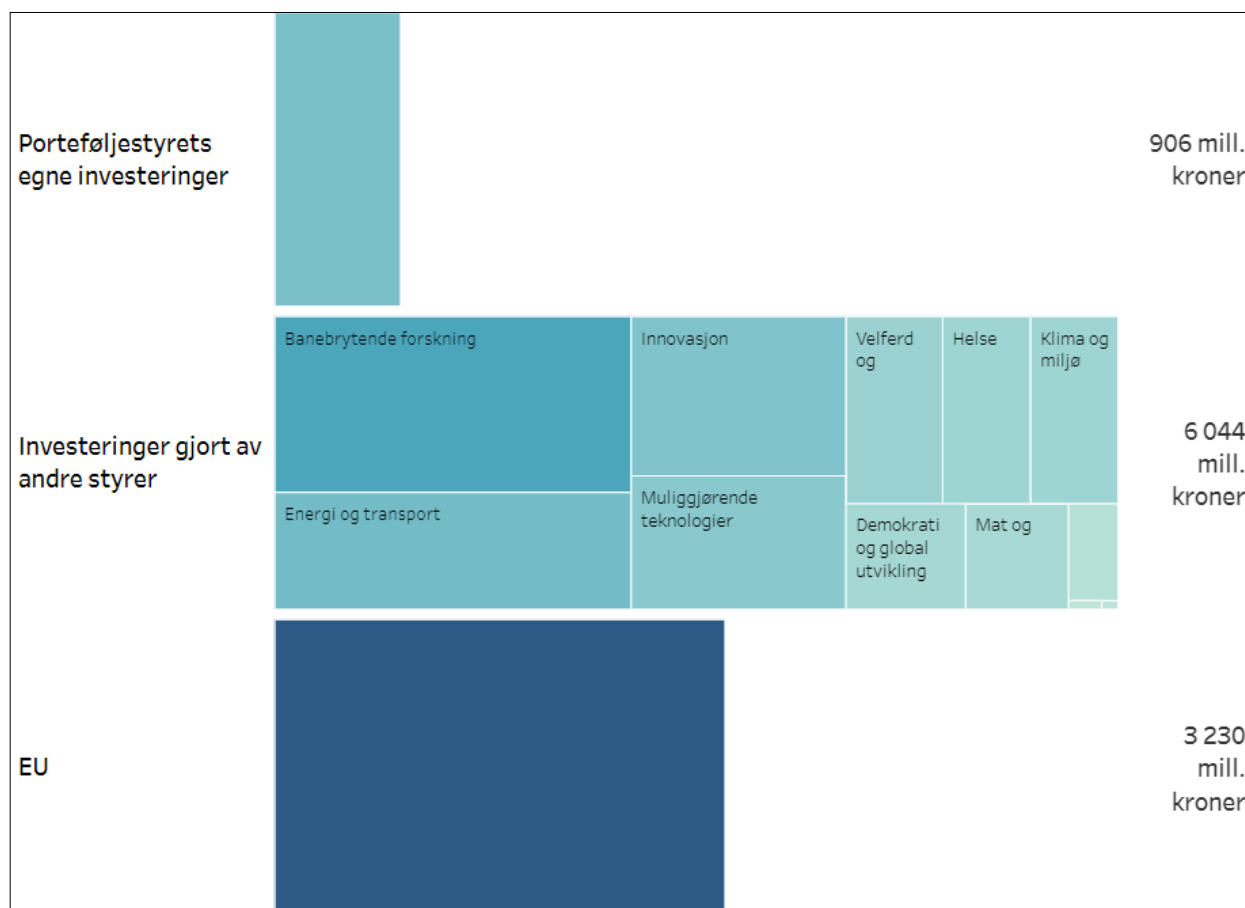 Porteføljestyrets
egne investeringer
906 mill.
kroner
Banebrytende forskning
Innovasjon
Velferd
og
Helse
Klima og
miljø
Investeringer gjort av
andre styrer
6 044
mill.
kroner
Energi og transport
Muliggjørende
teknologier
Demokrati
og global
utvikling
Mat og
EU
3 230
mill.
kroner